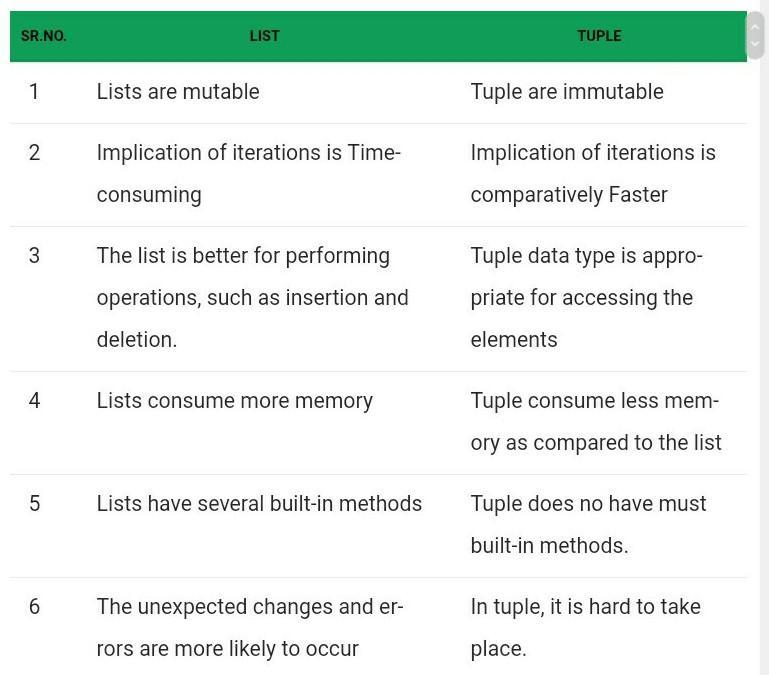 SR.NO. LIST TUPLE
1 Lists are mutable Tuple are immutable
2 Implication of iterations is Time- Implication of iterations is
consuming comparatively Faster
3 The list is better for performing Tuple data type is appro-
operations, such as insertion and priate for accessing the
deletion. elements
4 Lists consume more memory Tuple consume less mem-
ory as compared to the list
5 Lists have several built-in methods Tuple does no have must
built-in methods.
6 The unexpected changes and er- In tuple, it is hard to take
rors are more likely to occur place.